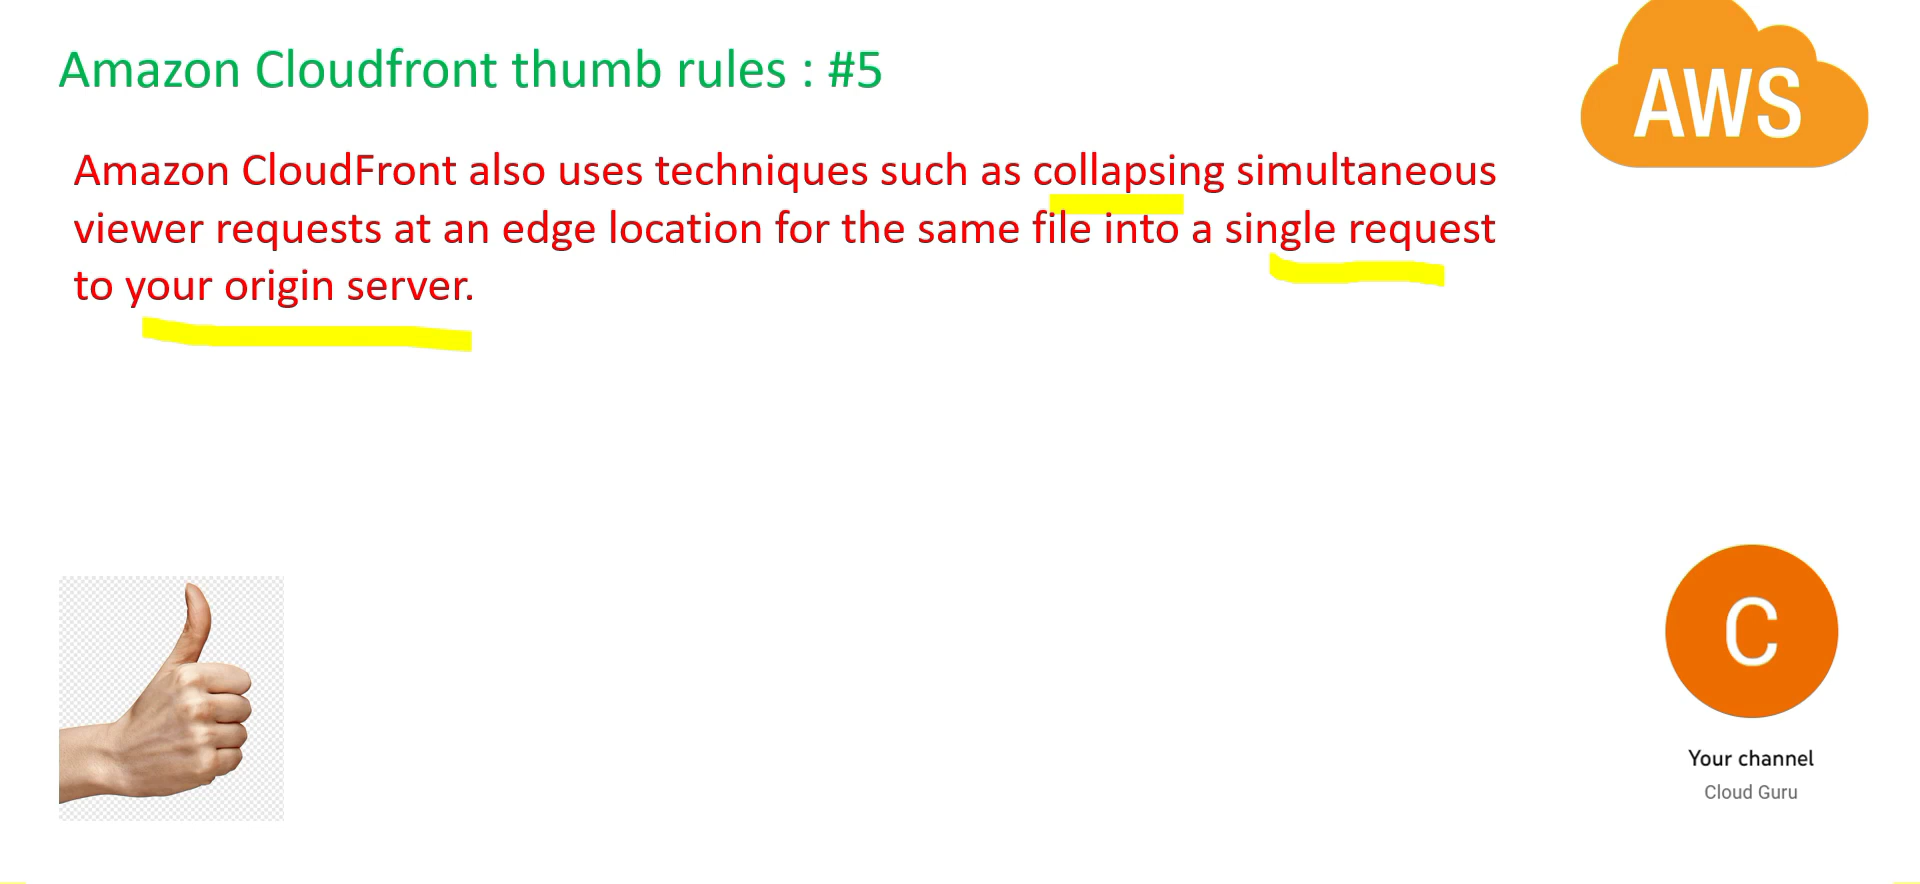 Amazon Cloudfront thumb rules : #5
AWS
Amazon CloudFront also uses techniques such as collapsing simultaneous
viewer requests at an edge location for the same file into a single request
to your origin server.
C
Your channel
Cloud Guru